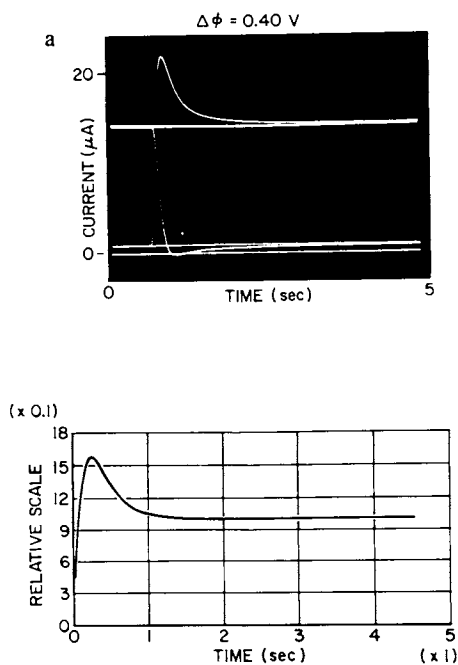 Δϕ = 0.40 V
a
20
CURRENT (μA)
0
0
5
TIME (sec)
(x 0.1)
18
15
12
9
6
3
0
RELATIVE SCALE
0
1
2
3
4
5
TIME (sec)
(x 1)